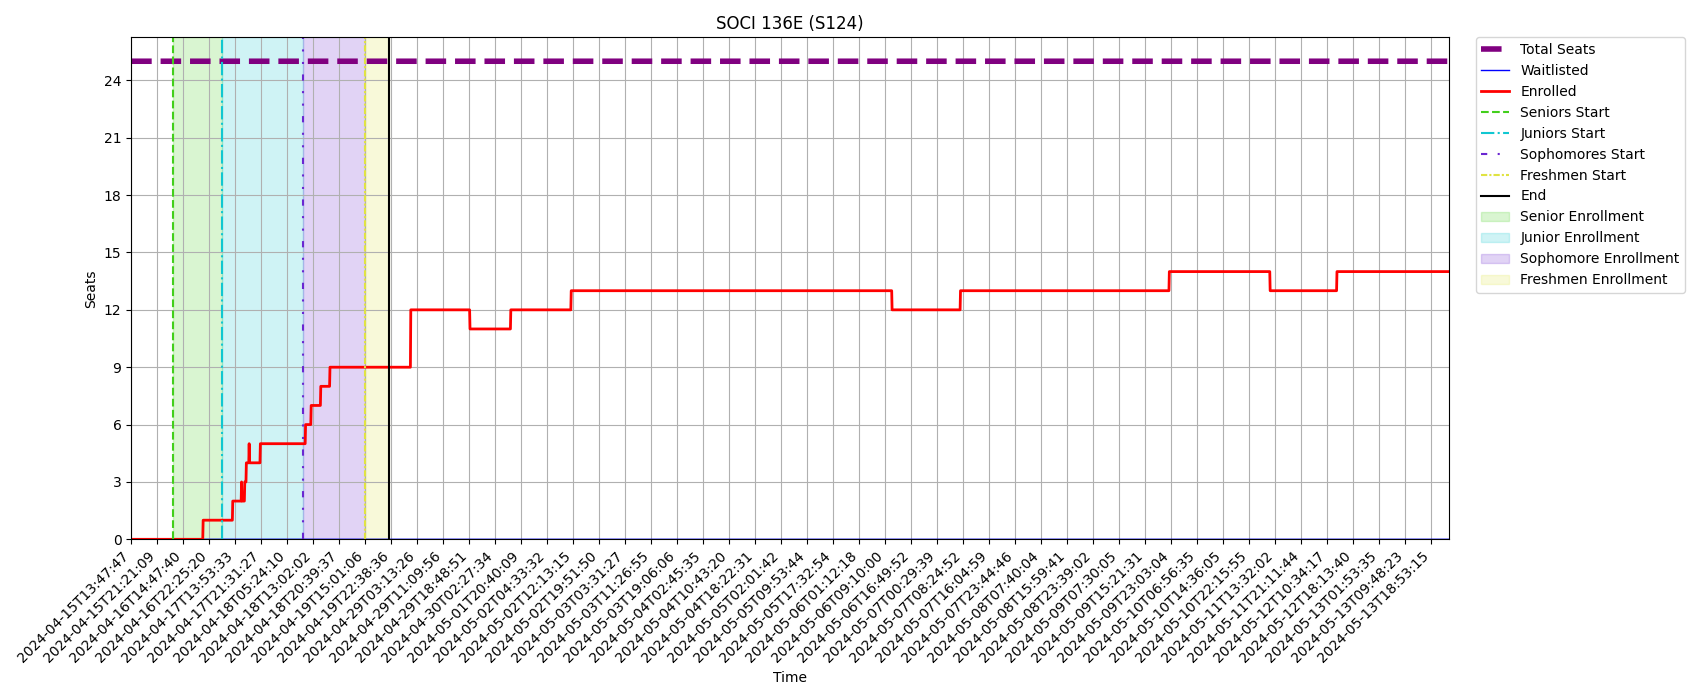 SOCI 136E (S124)
Total Seats
Waitlisted
Enrolled
Seniors Start
Juniors Start
Sophomores Start
Freshmen Start
End
Senior Enrollment
Junior Enrollment
Sophomore Enrollment
Freshmen Enrollment
Seats
24
21
18
15
12
9
6
3
0
2024-04-15T13:47:47
2024-04-15T21:21:09
2024-04-16T14:47:40
2024-04-16T22:25:20
2024-04-17T13:53:33
2024-04-17T21:31:27
2024-04-18T05:24:10
2024-04-18T13:02:02
2024-04-18T20:39:37
2024-04-19T15:01:06
2024-04-19T22:38:36
2024-04-29T03:13:26
2024-04-29T11:09:56
2024-04-29T18:48:51
2024-04-30T02:27:34
2024-05-01T20:40:09
2024-05-02T04:33:32
2024-05-02T12:13:15
2024-05-02T19:51:50
2024-05-03T03:31:27
2024-05-03T11:26:55
2024-05-03T19:06:06
2024-05-04T02:45:35
2024-05-04T10:43:20
2024-05-04T18:22:31
2024-05-05T02:01:42
2024-05-05T09:53:44
2024-05-05T17:32:54
2024-05-06T01:12:18
2024-05-06T09:10:00
2024-05-06T16:49:52
2024-05-07T00:29:39
2024-05-07T08:24:52
2024-05-07T16:04:59
2024-05-07T23:44:46
2024-05-08T07:40:04
2024-05-08T15:59:41
2024-05-08T23:39:02
2024-05-09T07:30:05
2024-05-09T15:21:31
2024-05-09T23:03:04
2024-05-10T06:56:35
2024-05-10T14:36:05
2024-05-10T22:15:55
2024-05-11T13:32:02
2024-05-11T21:11:44
2024-05-12T10:34:17
2024-05-12T18:13:40
2024-05-13T01:53:35
2024-05-13T09:48:23
2024-05-13T18:53:15
Time